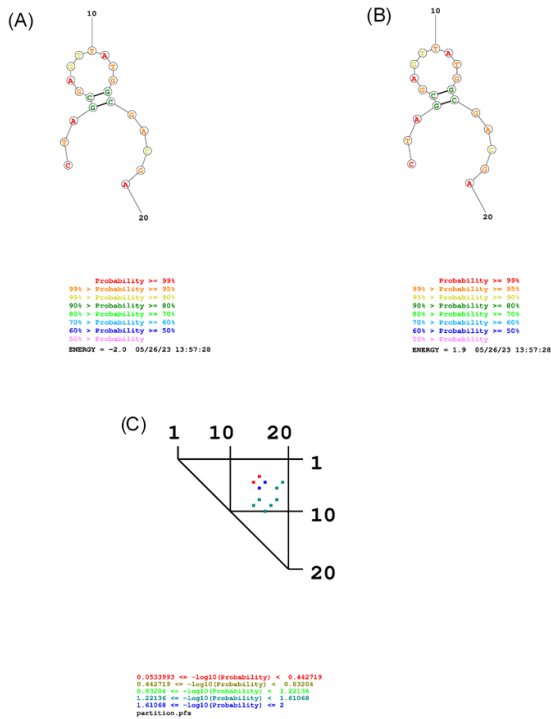 (A)
10
C T A G C G A G T T A T G G C G A C G A
20
Probability >= 99%
99% > Probability >= 95%
95% > Probability >= 90%
90% > Probability >= 80%
80% > Probability >= 70%
70% > Probability >= 60%
60% > Probability >= 50%
50% > Probability
ENERGY = -2.0 05/26/23 13:57:28
(B)
10
C T A G C G A G T T A T G G C G A C G A
20
Probability >= 99%
99% > Probability >= 95%
95% > Probability >= 90%
90% > Probability >= 80%
80% > Probability >= 70%
70% > Probability >= 60%
60% > Probability >= 50%
50% > Probability
ENERGY = 1.9 05/26/23 13:57:28
(C)
1 10 20
1
10
20
0.0533993 <= -log10(Probability) < 0.442719
0.442719 <= -log10(Probability) < 0.83204
0.83204 <= -log10(Probability) < 1.22136
1.22136 <= -log10(Probability) < 1.61068
1.61068 <= -log10(Probability) <= 2
partition.pfs